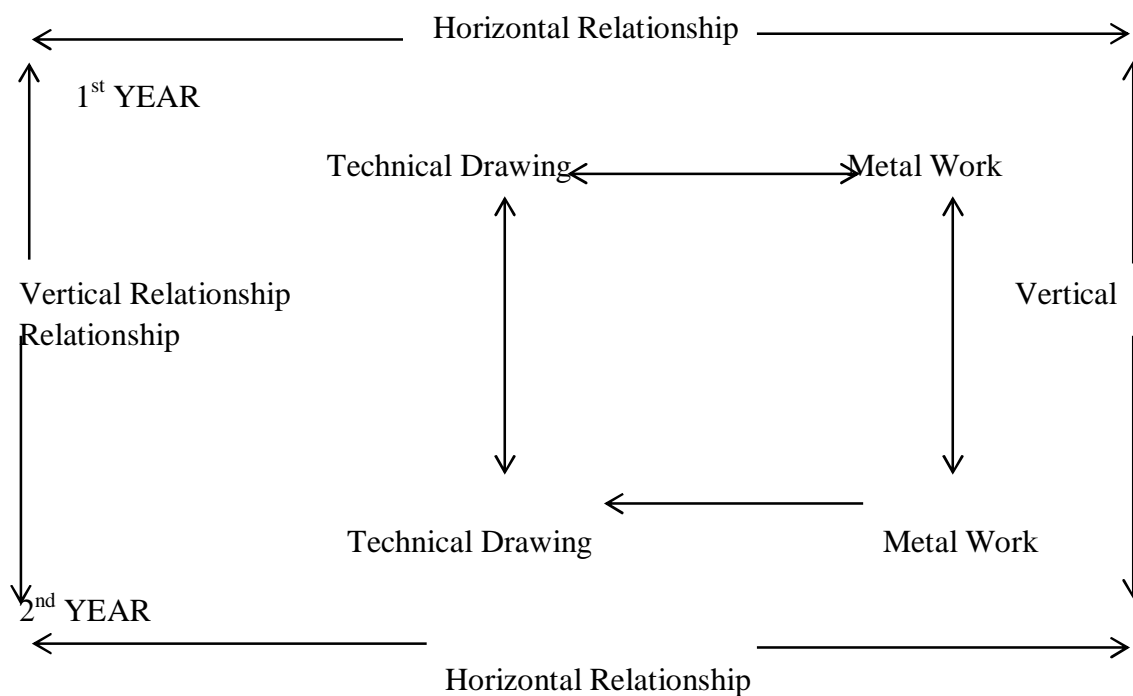 Horizontal Relationship
1st YEAR
Technical Drawing Metal Work
Vertical Relationship Vertical
Relationship
Technical Drawing Metal Work
2nd YEAR
Horizontal Relationship